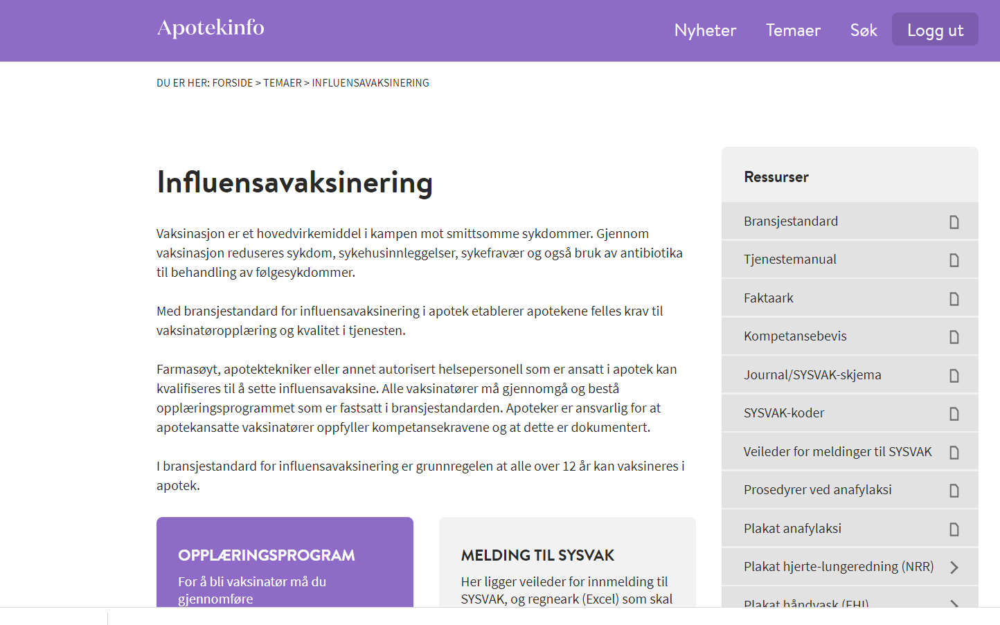 Apotekinfo
Nyheter
Temaer
Søk
Logg ut
DU ER HER: FORSIDE > TEMAER > INFLUENSAVAKSINERING
Influensavaksinering
Vaksinasjon er et hovedvirkemiddel i kampen mot smittsomme sykdommer. Gjennom
vaksinasjon reduseres sykdom, sykehusinnleggelser, sykefravær og også bruk av antibiotika
til behandling av følgesykdommer.
Med bransjestandard for influensavaksinering i apotek etablerer apotekene felles krav til
vaksinatøropplæring og kvalitet i tjenesten.
Farmasøyt, apotektekniker eller annet autorisert helsepersonell som er ansatt i apotek kan
kvalifiseres til å sette influensavaksine. Alle vaksinatører må gjennomgå og bestå
opplæringsprogrammet som er fastsatt i bransjestandarden. Apoteker er ansvarlig for at
apotekansatte vaksinatører oppfyller kompetansekravene og at dette er dokumentert.
I bransjestandard for influensavaksinering er grunnregelen at alle over 12 år kan vaksineres i
apotek.
OPPLÆRINGSPROGRAM
For å bli vaksinatør må du
gjennomføre
MELDING TIL SYSVAK
Her ligger veileder for innmelding til
SYSVAK, og regneark (Excel) som skal
Ressurser
Bransjestandard
Tjenestemanual
Faktaark
Kompetansebevis
Journal/SYSVAK-skjema
SYSVAK-koder
Veileder for meldinger til SYSVAK
Prosedyrer ved anafylaksi
Plakat anafylaksi
Plakat hjerte-lungeredning (NRR)
Plakat håndvask (FHI)